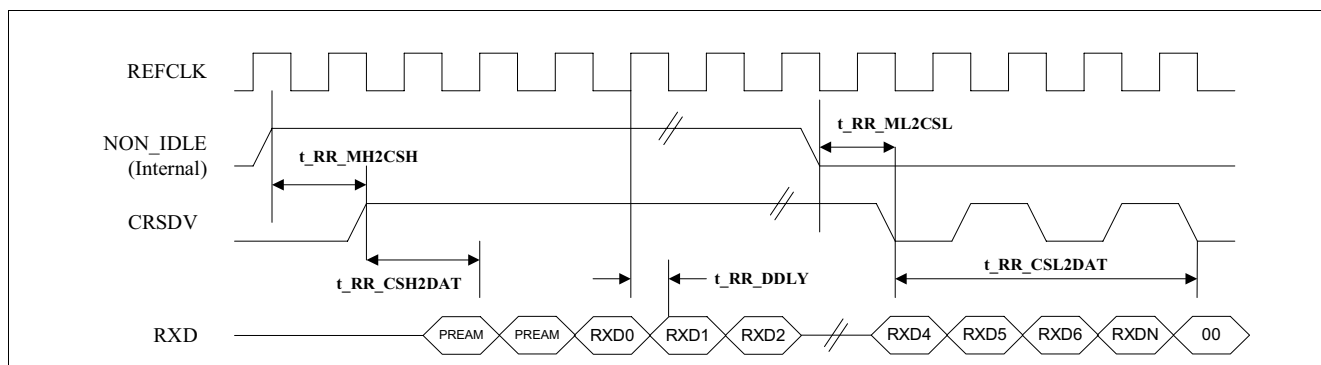 REFCLK
NON_IDLE
(Internal)
t_RR_ML2CSL
t_RR_MH2CSH
CRSDV
t_RR_CSH2DAT
t_RR_DDLY
t_RR_CSL2DAT
RXD
PREAM PREAM RXD0 RXD1 RXD2 RXD4 RXD5 RXD6 RXDN 00